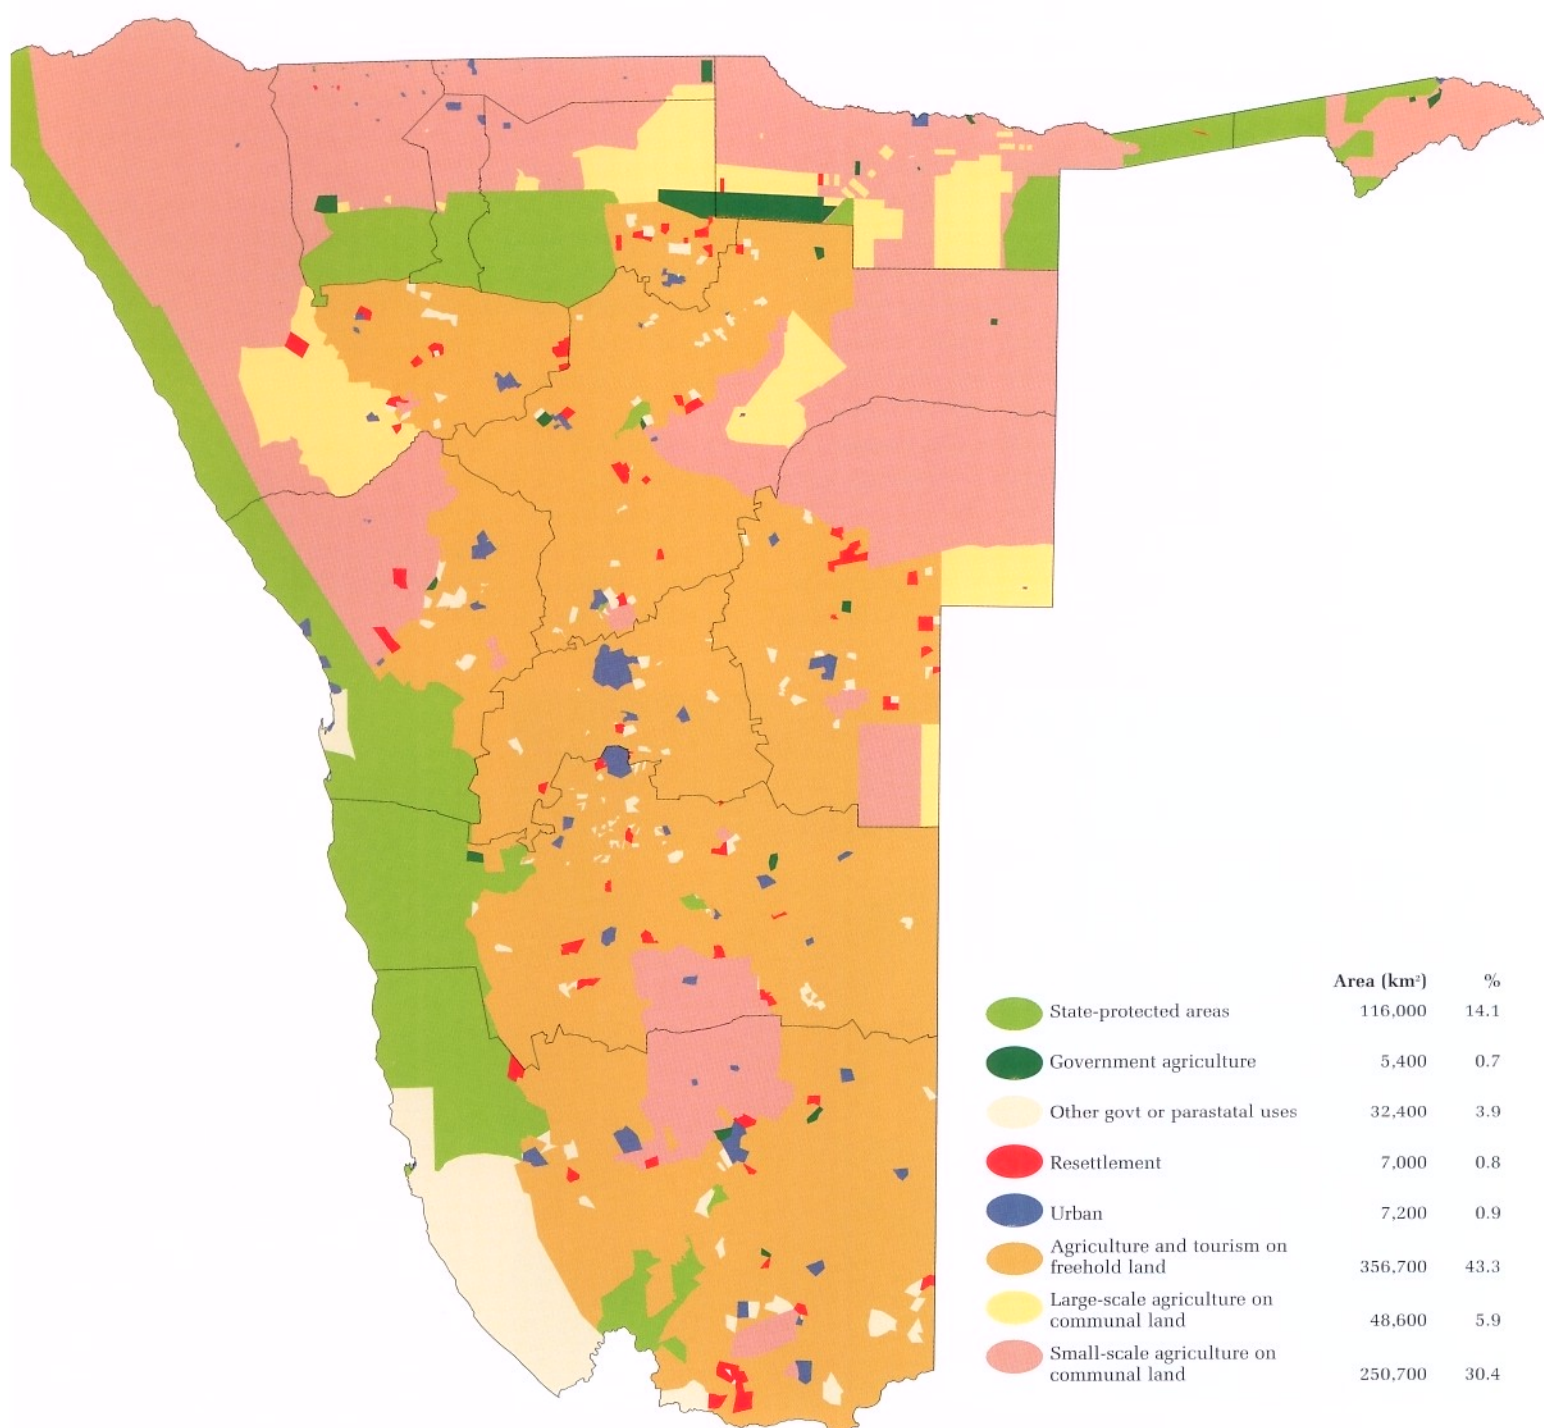 Area (km²) %
State-protected areas 116,000 14.1
Government agriculture 5,400 0.7
Other govt or parastatal uses 32,400 3.9
Resettlement 7,000 0.8
Urban 7,200 0.9
Agriculture and tourism on
freehold land 356,700 43.3
Large-scale agriculture on
communal land 48,600 5.9
Small-scale agriculture on
communal land 250,700 30.4